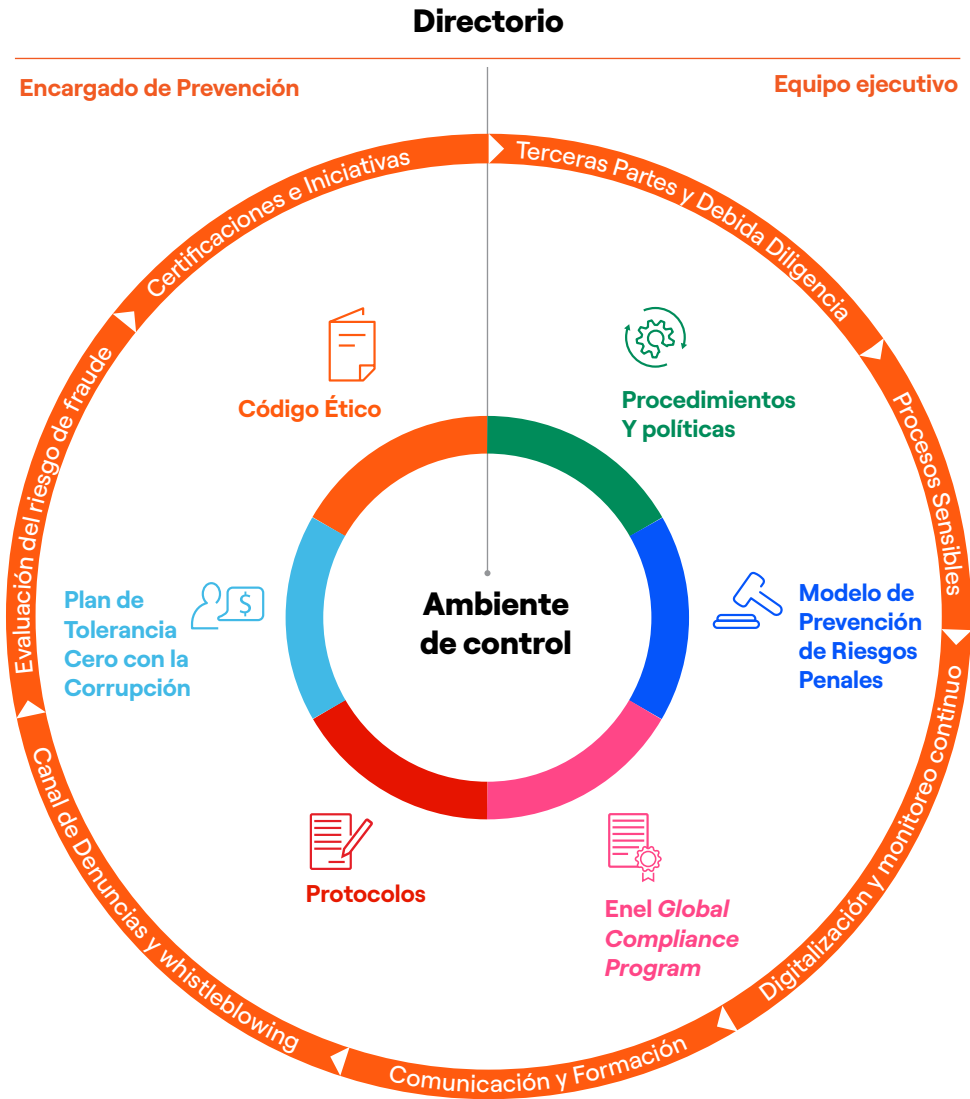 Directorio
Encargado de Prevención
Equipo ejecutivo
Terceras Partes y Debida Diligencia
Procesos Sensibles
Digitalización y monitoreo continuo
Comunicación y Formación
Canal de Denuncias y whistleblowing
Evaluación del riesgo de fraude
Certificaciones e Iniciativas
Código Ético
Procedimientos
Y políticas
Modelo de
Prevención
de Riesgos
Penales
Enel Global
Compliance
Program
Protocolos
Plan de
Tolerancia
Cero con la
Corrupción
$
Ambiente
de control